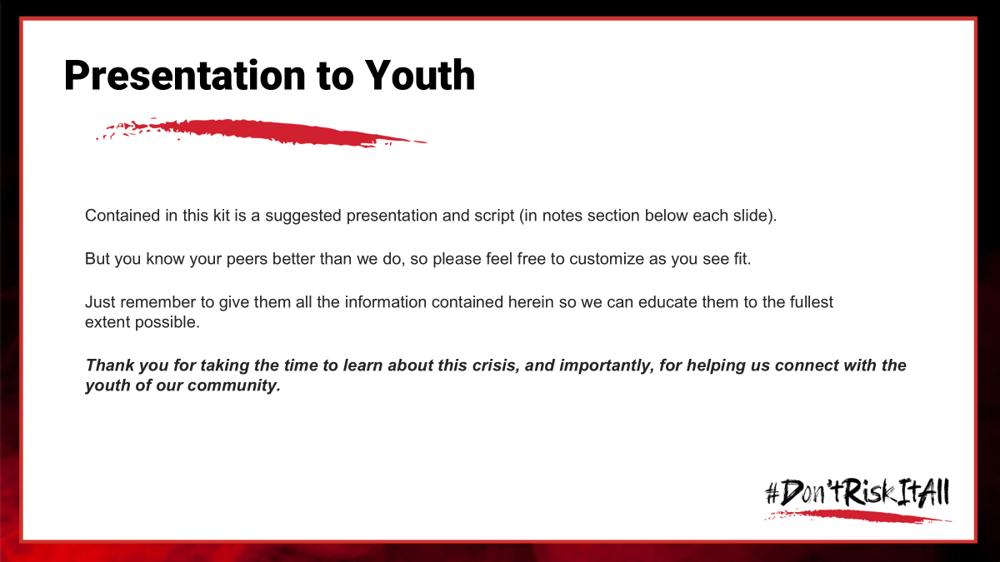 Presentation to Youth
Contained in this kit is a suggested presentation and script (in notes section below each slide).
But you know your peers better than we do, so please feel free to customize as you see fit.
Just remember to give them all the information contained herein so we can educate them to the fullest
extent possible.
Thank you for taking the time to learn about this crisis, and importantly, for helping us connect with the
youth of our community.
#Don'tRiskItAll